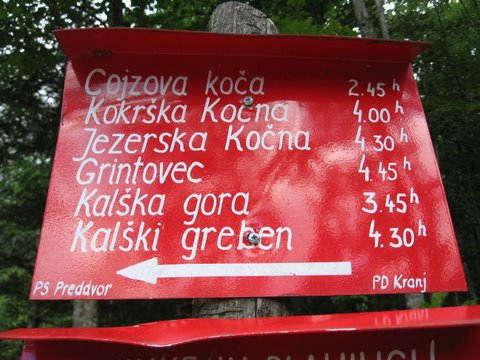 Cojzova koča 2.45 h
Kokrška Kočna 4.00 h
Jezerska Kočna 4.30 h
Grintovec 4.45 h
Kalška gora 3.45 h
Kalški greben 4.30 h
PS Preddvor PD Kranj